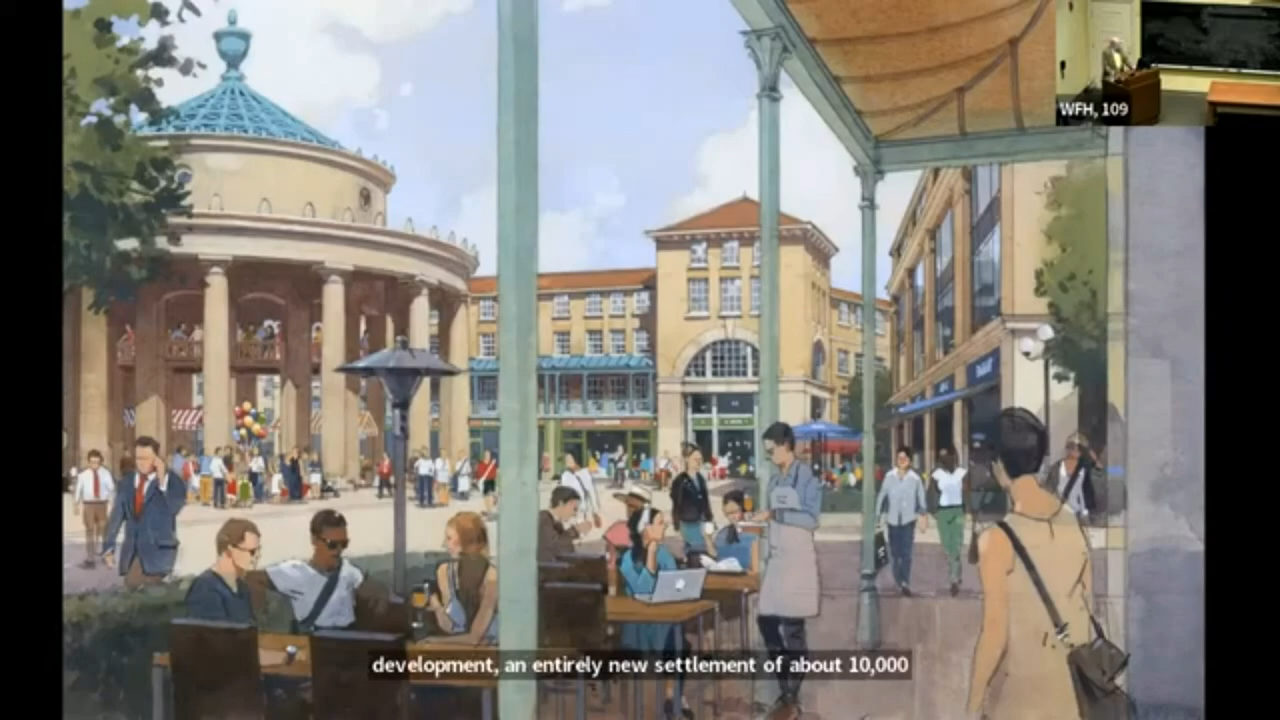 WFH, 109
development, an entirely new settlement of about 10,000